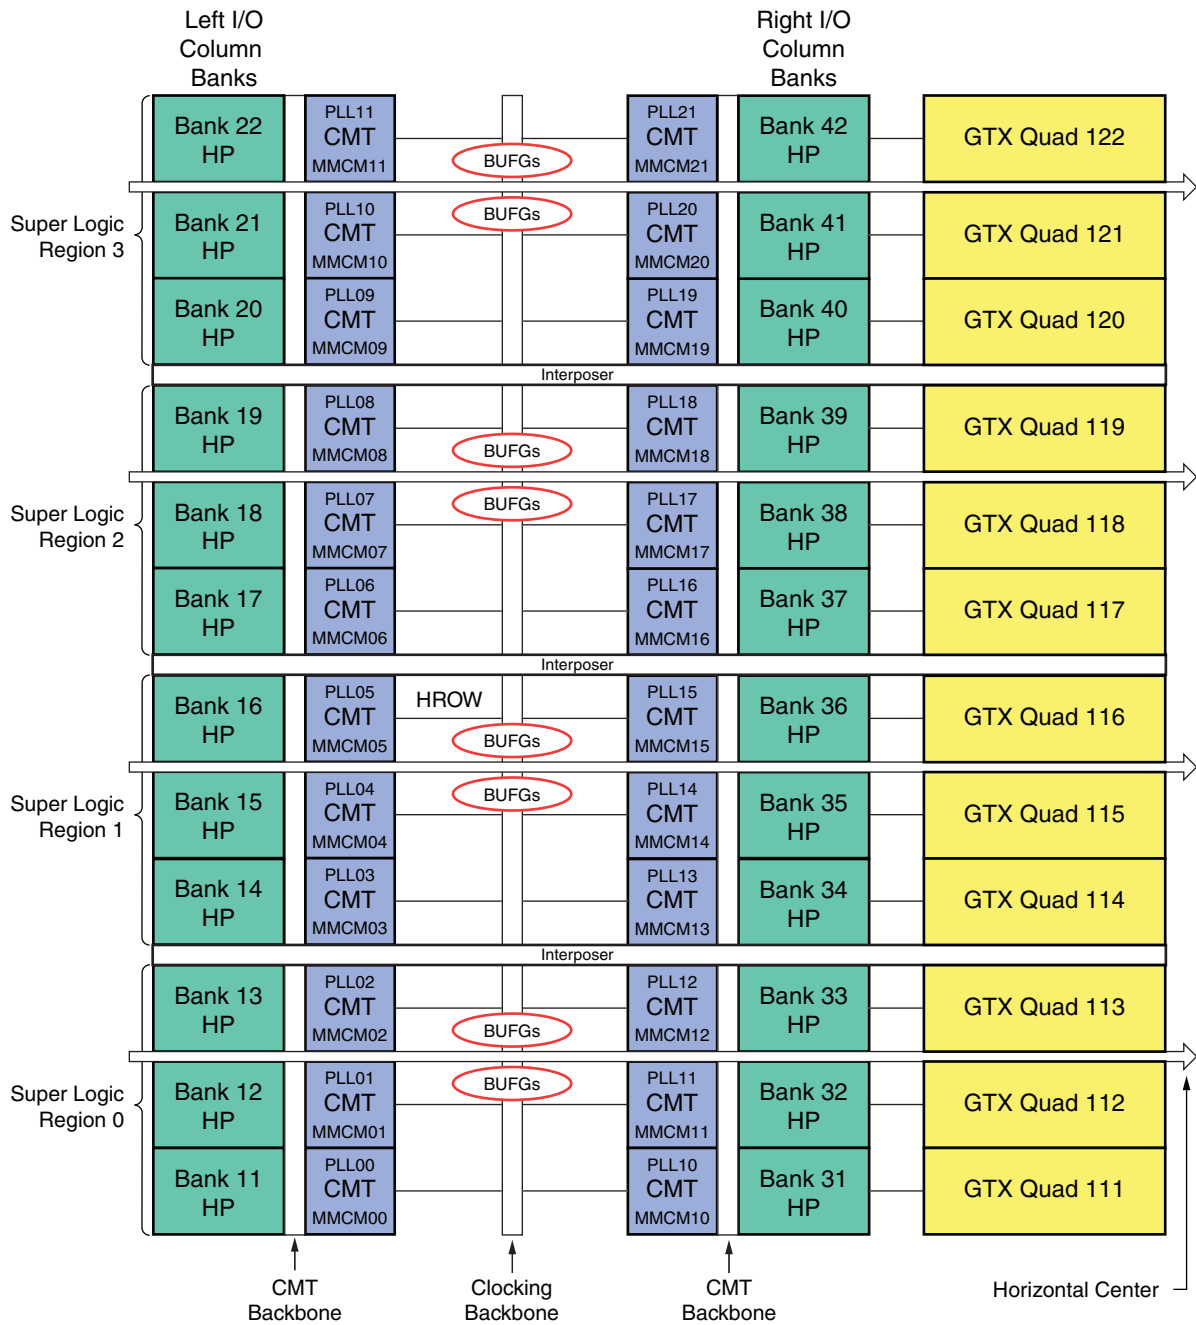 Left I/O
Column
Banks
Right I/O
Column
Banks
Super Logic
Region 3
Bank 22
HP
PLL11
CMT
MMCM11
BUFGs
PLL21
CMT
MMCM21
Bank 42
HP
GTX Quad 122
Bank 21
HP
PLL10
CMT
MMCM10
BUFGs
PLL20
CMT
MMCM20
Bank 41
HP
GTX Quad 121
Bank 20
HP
PLL09
CMT
MMCM09
PLL19
CMT
MMCM19
Bank 40
HP
GTX Quad 120
Interposer
Super Logic
Region 2
Bank 19
HP
PLL08
CMT
MMCM08
BUFGs
PLL18
CMT
MMCM18
Bank 39
HP
GTX Quad 119
Bank 18
HP
PLL07
CMT
MMCM07
BUFGs
PLL17
CMT
MMCM17
Bank 38
HP
GTX Quad 118
Bank 17
HP
PLL06
CMT
MMCM06
PLL16
CMT
MMCM16
Bank 37
HP
GTX Quad 117
Interposer
Super Logic
Region 1
Bank 16
HP
PLL05
CMT
MMCM05
HROW
BUFGs
PLL15
CMT
MMCM15
Bank 36
HP
GTX Quad 116
Bank 15
HP
PLL04
CMT
MMCM04
BUFGs
PLL14
CMT
MMCM14
Bank 35
HP
GTX Quad 115
Bank 14
HP
PLL03
CMT
MMCM03
PLL13
CMT
MMCM13
Bank 34
HP
GTX Quad 114
Interposer
Super Logic
Region 0
Bank 13
HP
PLL02
CMT
MMCM02
BUFGs
PLL12
CMT
MMCM12
Bank 33
HP
GTX Quad 113
Bank 12
HP
PLL01
CMT
MMCM01
BUFGs
PLL11
CMT
MMCM11
Bank 32
HP
GTX Quad 112
Bank 11
HP
PLL00
CMT
MMCM00
PLL10
CMT
MMCM10
Bank 31
HP
GTX Quad 111
CMT
Backbone
Clocking
Backbone
CMT
Backbone
Horizontal Center